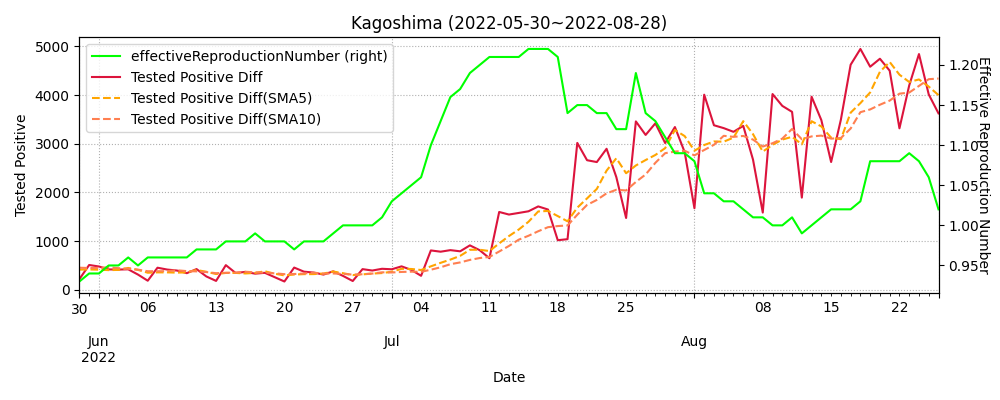 Kagoshima (2022-05-30~2022-08-28)
effectiveReproductionNumber (right)
Tested Positive Diff
Tested Positive Diff(SMA5)
Tested Positive Diff(SMA10)
Tested Positive
5000
4000
3000
2000
1000
0
1.20
1.15
1.10
1.05
1.00
0.95
Effective Reproduction Number
30 06 13 20 27 04 11 18 25 08 15 22
Jun Jul Aug
2022
Date